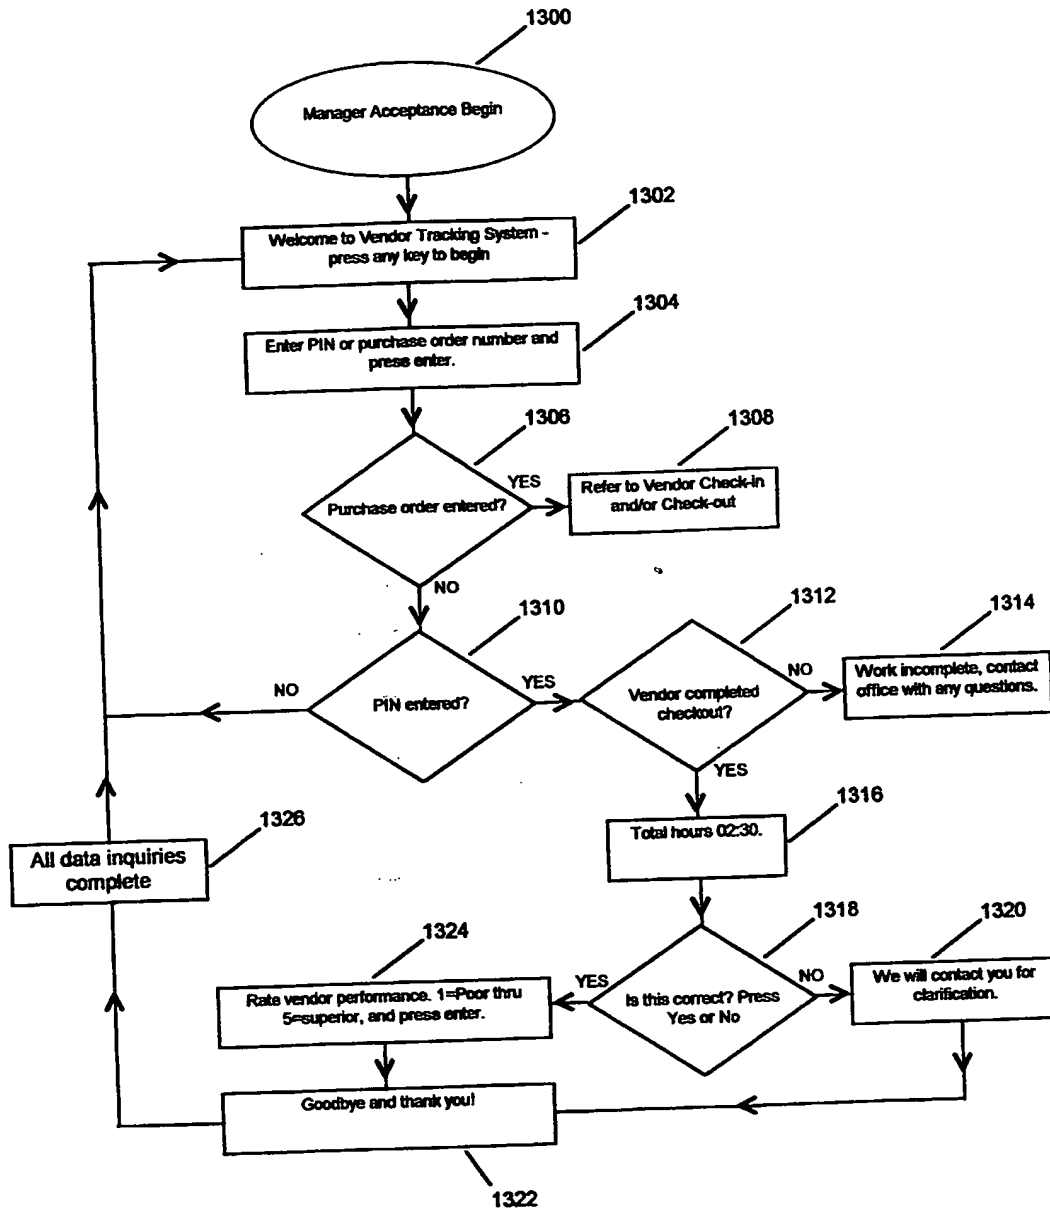 1300
Manager Acceptance Begin
1302
Welcome to Vendor Tracking System -
press any key to begin
1304
Enter PIN or purchase order number and
press enter.
1306
Purchase order entered?
YES
1308
Refer to Vendor Check-in
and/or Check-out
NO
1310
PIN entered?
NO
YES
1312
Vendor completed
checkout?
NO
1314
Work incomplete, contact
office with any questions.
YES
1316
Total hours 02:30.
1318
Is this correct? Press
Yes or No
NO
1320
We will contact you for
clarification.
YES
1324
Rate vendor performance. 1=Poor thru
5=superior, and press enter.
Goodbye and thank you!
1322
1326
All data inquiries
complete